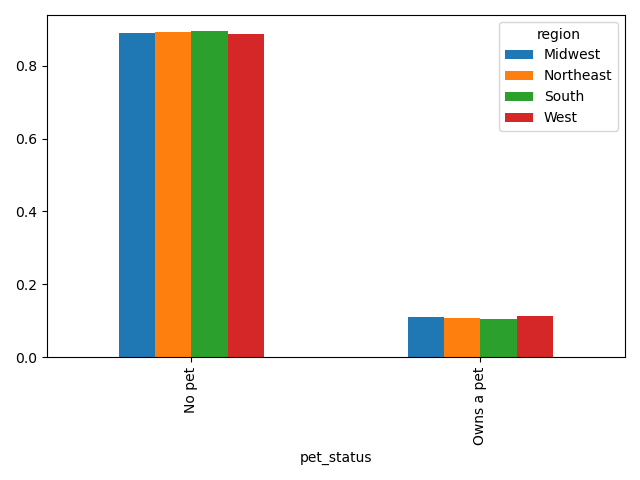 region
Midwest
Northeast
South
West
0.8
0.6
0.4
0.2
0.0
No pet
Owns a pet
pet_status